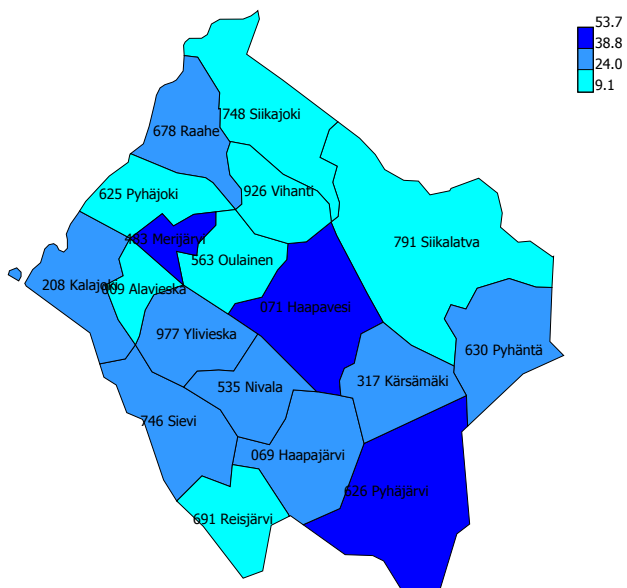 53.7
38.8
24.0
9.1
748 Siikajoki
678 Raahe
625 Pyhäjoki
926 Vihanti
483 Merijärvi
791 Siikalatva
563 Oulainen
208 Kalajoki
009 Alavieska
071 Haapavesi
977 Ylivieska
630 Pyhäntä
535 Nivala
317 Kärsämäki
746 Sievi
069 Haapajärvi
626 Pyhäjärvi
691 Reisjärvi